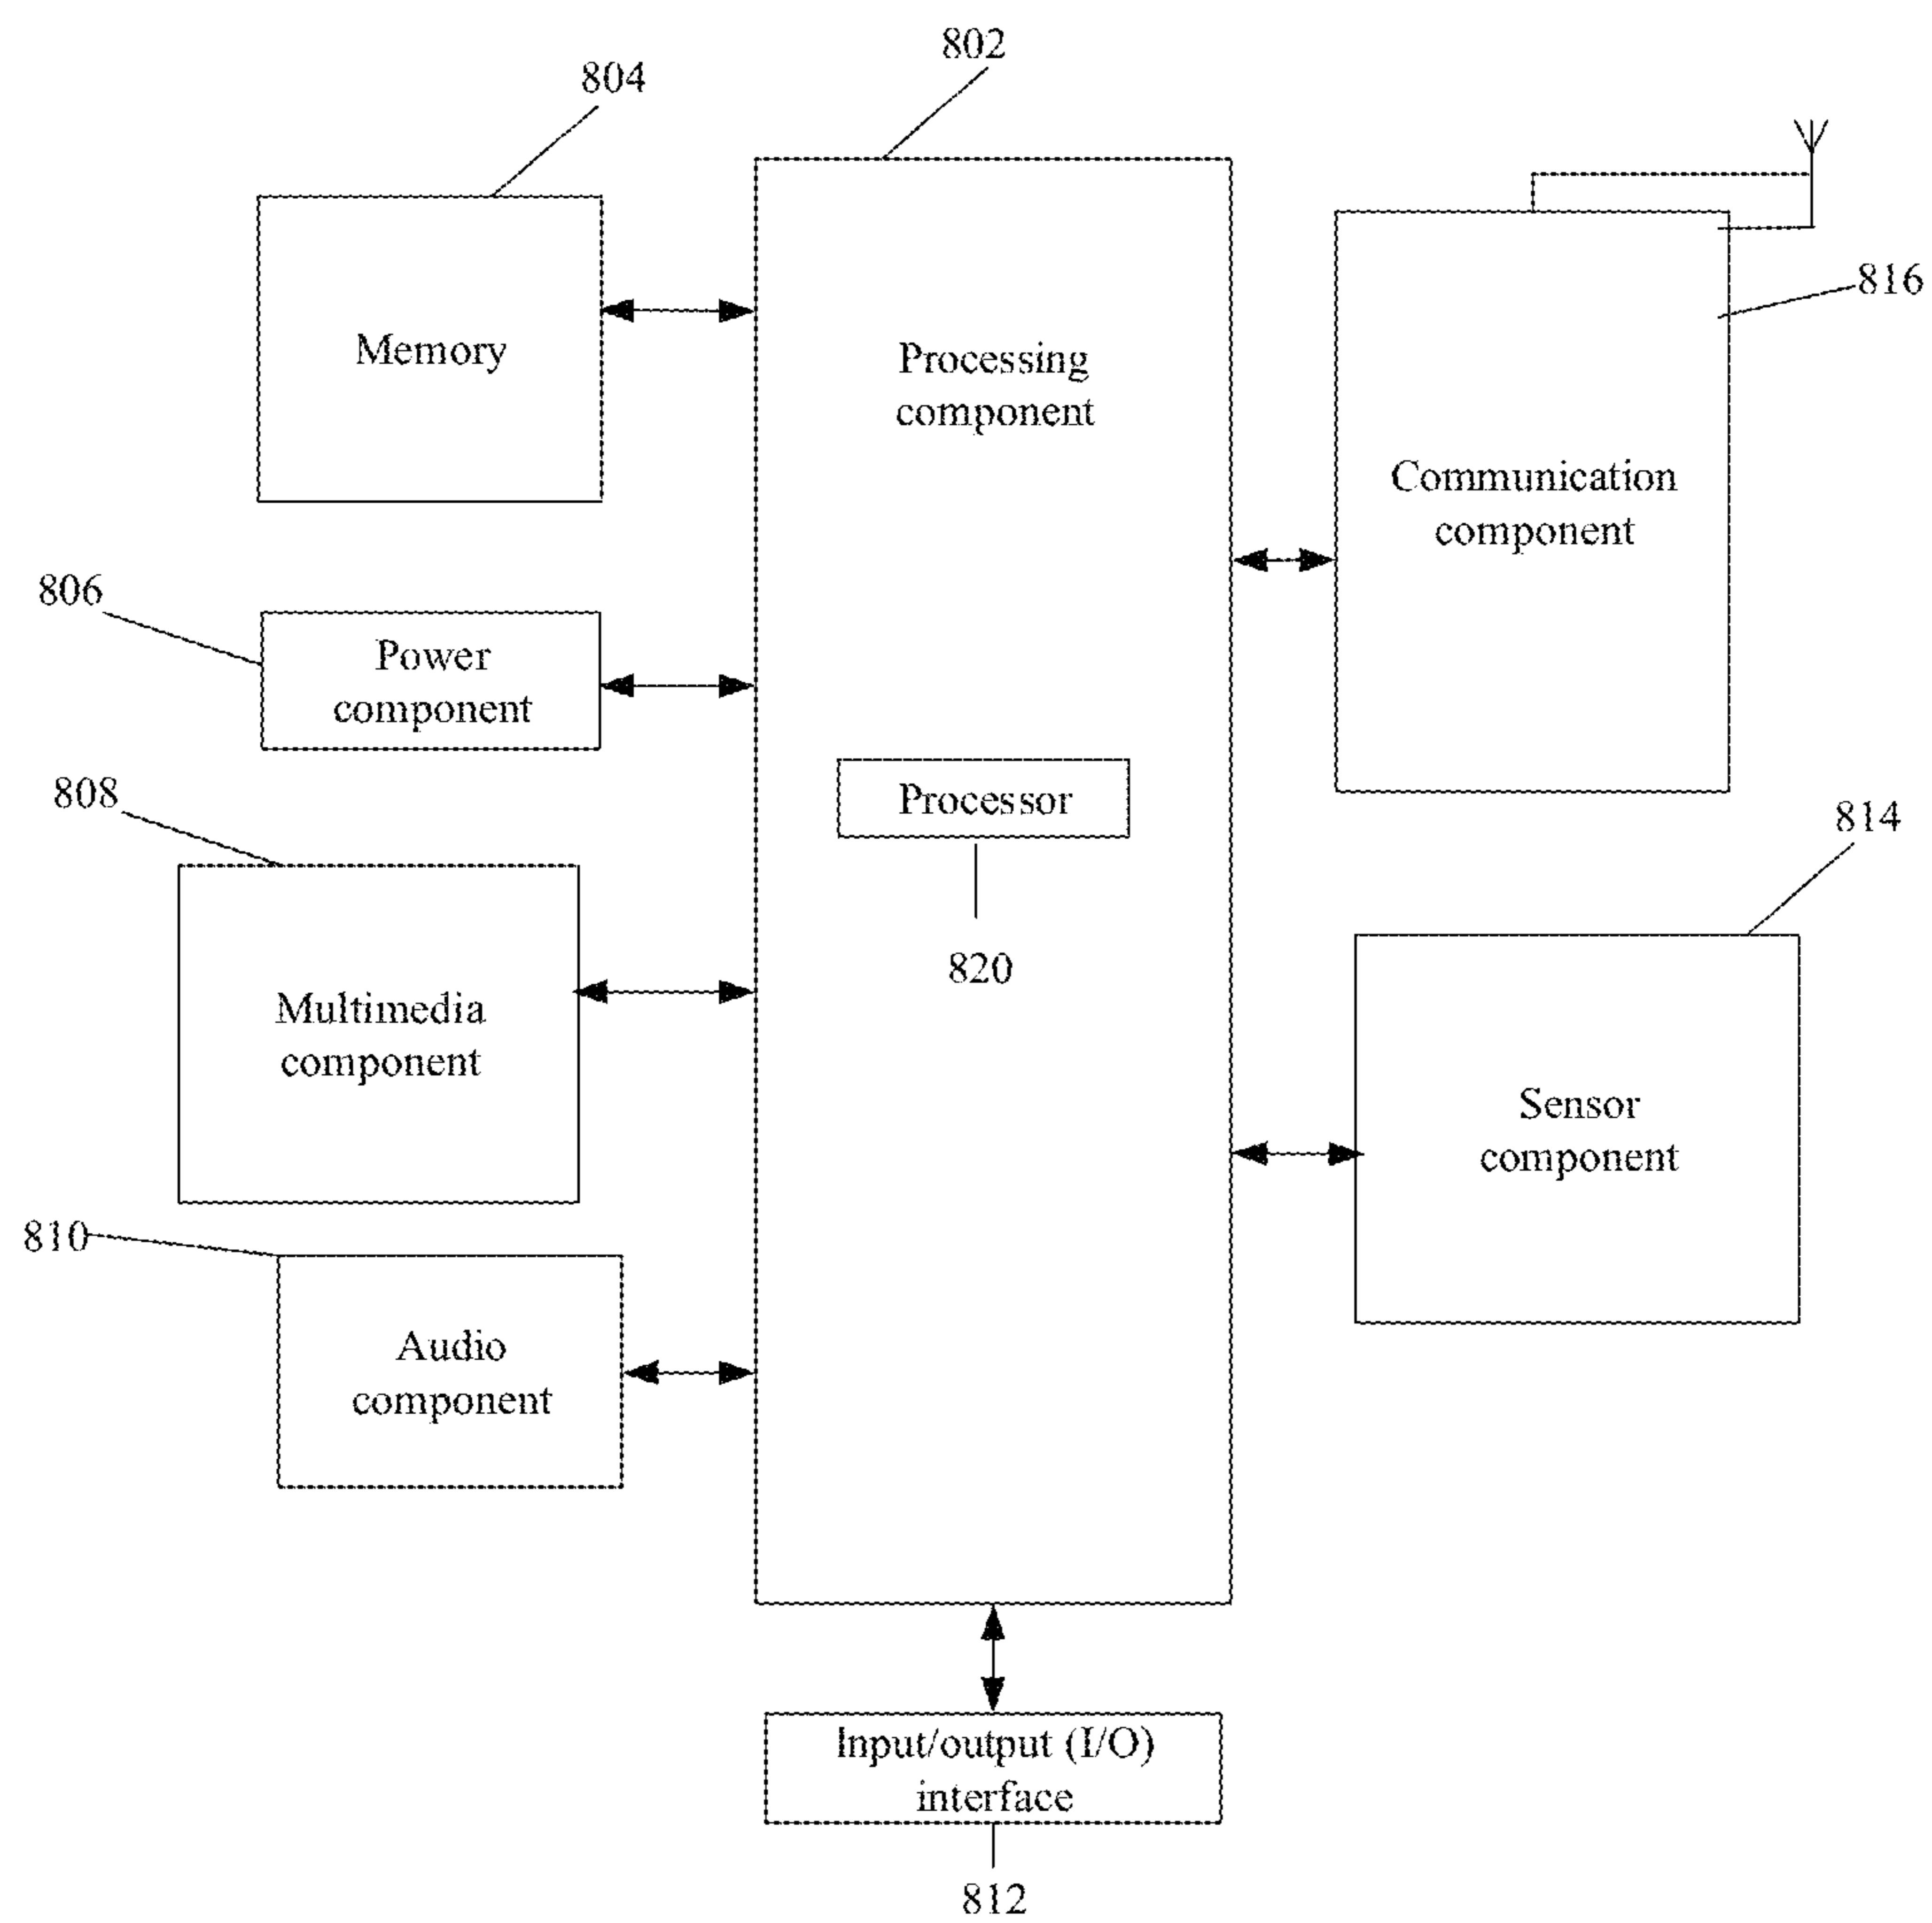 802
804
Memory
Processing
component
816
Communication
component
806
Power
component
808
Processor
814
820
Multimedia
component
Sensor
component
810
Audio
component
Input/output (I/O)
interface
812